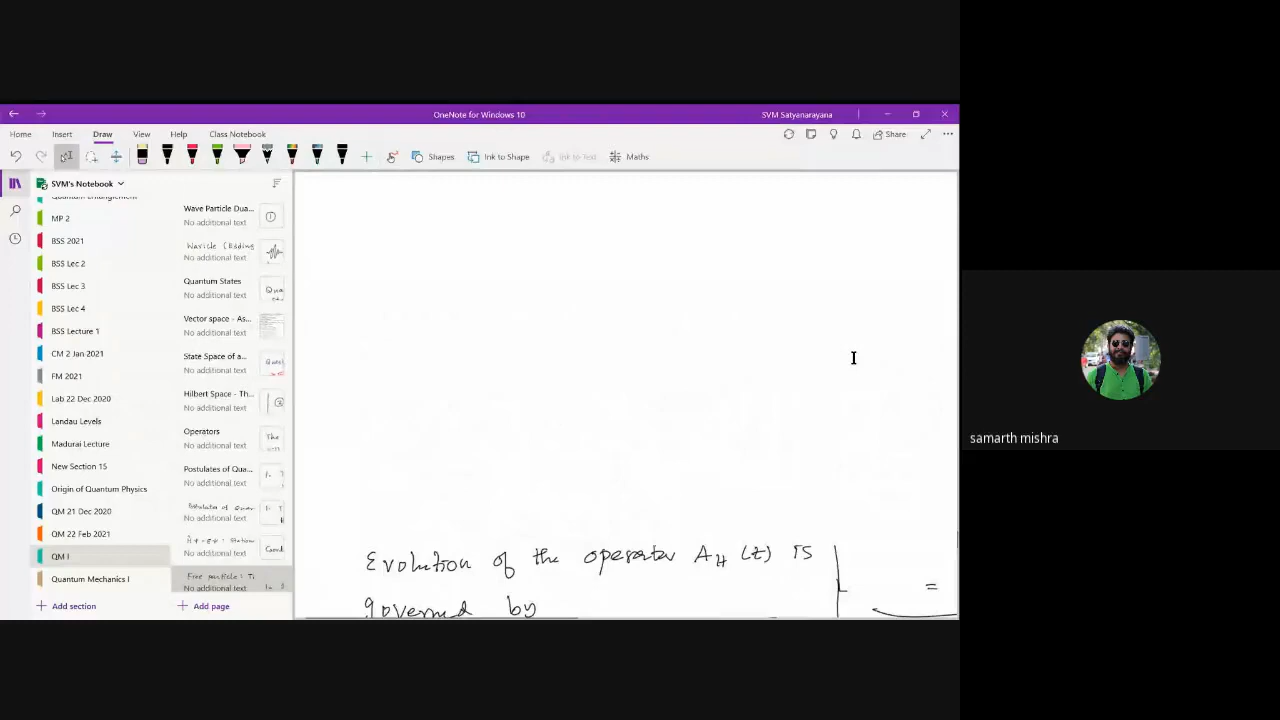 OneNote for Windows 10
SVM Satyanarayana
Home Insert Draw View Help Class Notebook
Share
Shapes Ink to Shape Ink to Text Maths
SVM's Notebook
Quantum Entanglement
MP 2
BSS 2021
BSS Lec 2
BSS Lec 3
BSS Lec 4
BSS Lecture 1
CM 2 Jan 2021
FM 2021
Lab 22 Dec 2020
Landau Levels
Madurai Lecture
New Section 15
Origin of Quantum Physics
QM 21 Dec 2020
QM 22 Feb 2021
QM I
Quantum Mechanics I
Add section
Wave Particle Dua...
No additional text
No additional text
Quantum States
No additional text
Vector space - As...
No additional text
State Space of a...
No additional text
Hilbert Space - Th...
No additional text
Operators
No additional text
Postulates of Qua...
No additional text
No additional text
No additional text
Free particle : Ti
No additional text
Add page
Evolution of the operator A_H (t) is
governed by
=
samarth mishra